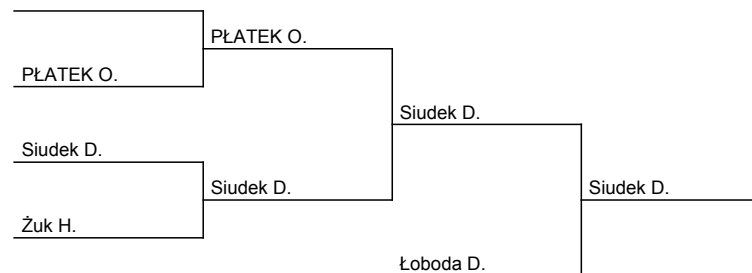 PŁATEK O.
PŁATEK O.
Siudek D.
Siudek D.
Siudek D.
Siudek D.
Żuk H.
Łoboda D.